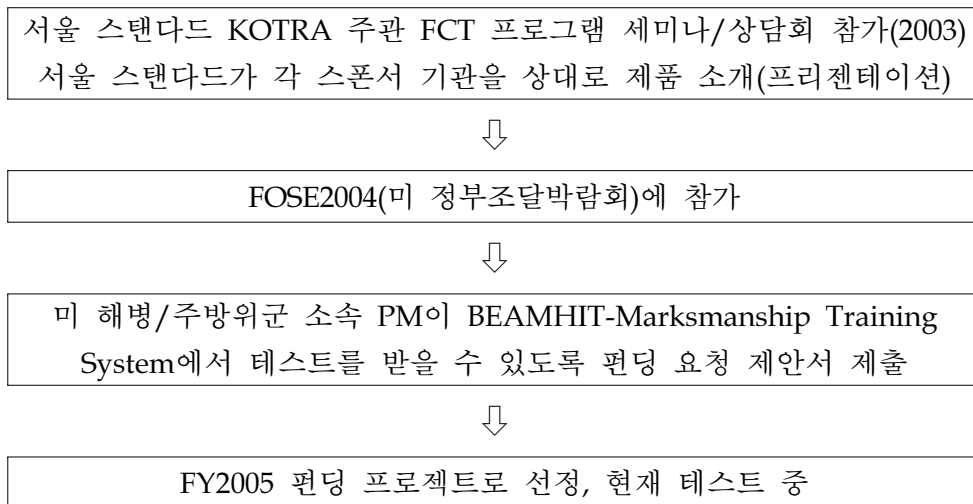 서울 스탠다드 KOTRA 주관 FCT 프로그램 세미나/상담회 참가(2003)
서울 스탠다드가 각 스폰서 기관을 상대로 제품 소개(프리젠테이션)
⇩
FOSE2004(미 정부조달박람회)에 참가
⇩
미 해병/주방위군 소속 PM이 BEAMHIT-Marksmanship Training
System에서 테스트를 받을 수 있도록 펀딩 요청 제안서 제출
⇩
FY2005 펀딩 프로젝트로 선정, 현재 테스트 중